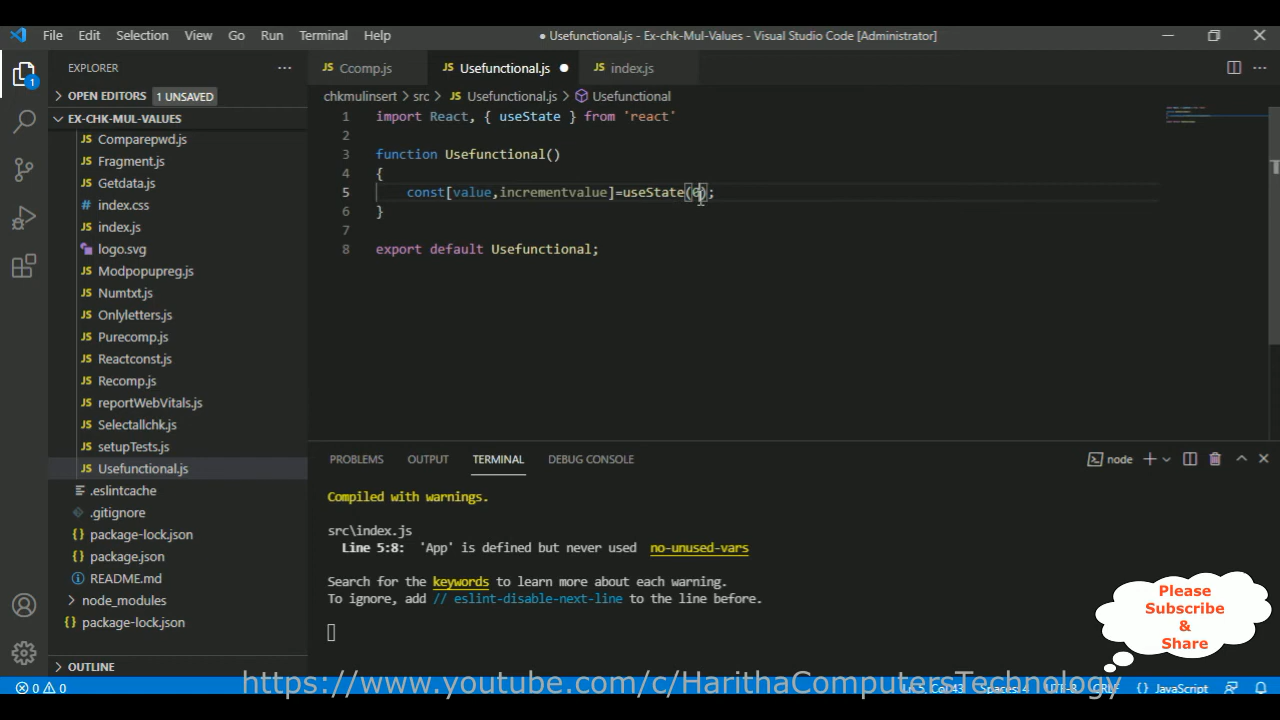 File Edit Selection View Go Run Terminal Help
● Usefunctional.js - Ex-chk-Mul-Values - Visual Studio Code [Administrator]
EXPLORER
OPEN EDITORS 1 UNSAVED
EX-CHK-MUL-VALUES
Comparepwd.js
Fragment.js
Getdata.js
index.css
index.js
logo.svg
Modpopupreg.js
Numtxt.js
Onlyletters.js
Purecomp.js
Reactconst.js
Recomp.js
reportWebVitals.js
Selectallchk.js
setupTests.js
Usefunctional.js
.eslintcache
.gitignore
package-lock.json
package.json
README.md
node_modules
package-lock.json
OUTLINE
JS Ccomp.js JS Usefunctional.js ● JS index.js
chkmulinsert > src > JS Usefunctional.js > Usefunctional
1 import React, { useState } from 'react'
2
3 function Usefunctional()
4 {
5 const[value,incrementvalue]=useState(0);
6 }
7
8 export default Usefunctional;
PROBLEMS OUTPUT TERMINAL DEBUG CONSOLE
node
Compiled with warnings.
src\index.js
Line 5:8: 'App' is defined but never used no-unused-vars
Search for the keywords to learn more about each warning.
To ignore, add // eslint-disable-next-line to the line before.
Please
Subscribe
&
Share
0 0
https://www.youtube.com/c/HarithaComputersTechnology
JavaScript